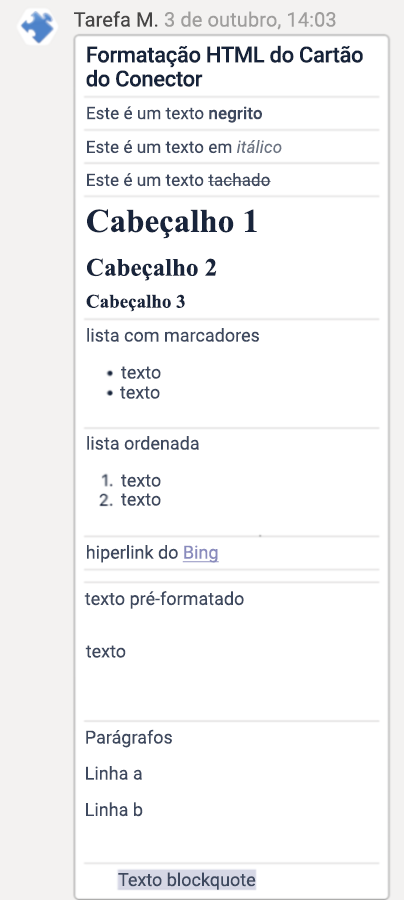 Tarefa M. 3 de outubro, 14:03
Formatação HTML do Cartão
do Conector
Este é um texto negrito
Este é um texto em itálico
Este é um texto tachado
Cabeçalho 1
Cabeçalho 2
Cabeçalho 3
lista com marcadores
• texto
• texto
lista ordenada
1. texto
2. texto
hiperlink do Bing
texto pré-formatado
texto
Parágrafos
Linha a
Linha b
Texto blockquote